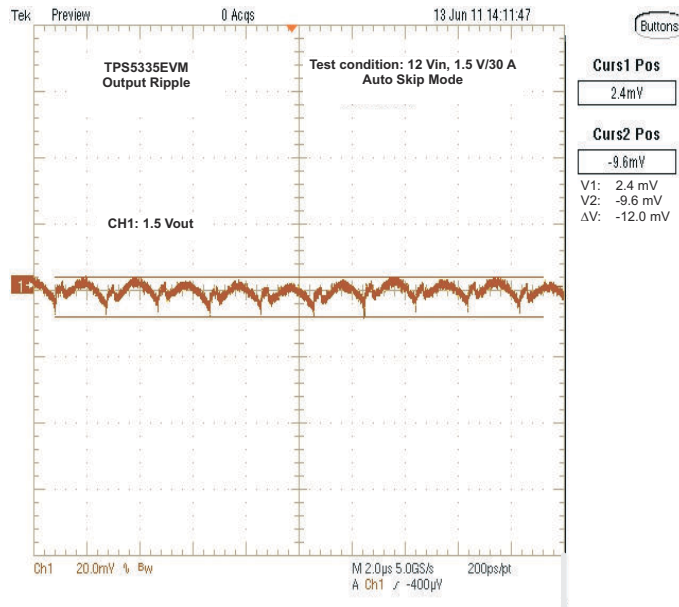 Tek Preview 0 Acqs 13 Jun 11 14:11:47
Buttons
TPS5335EVM
Output Ripple
Test condition: 12 Vin, 1.5 V/30 A
Auto Skip Mode
Curs1 Pos
2.4mV
Curs2 Pos
-9.6mV
V1: 2.4 mV
V2: -9.6 mV
ΔV: -12.0 mV
CH1: 1.5 Vout
1
Ch1 20.0mV Bw M 2.0µs 5.0GS/s 200ps/pt
A Ch1 -400µV